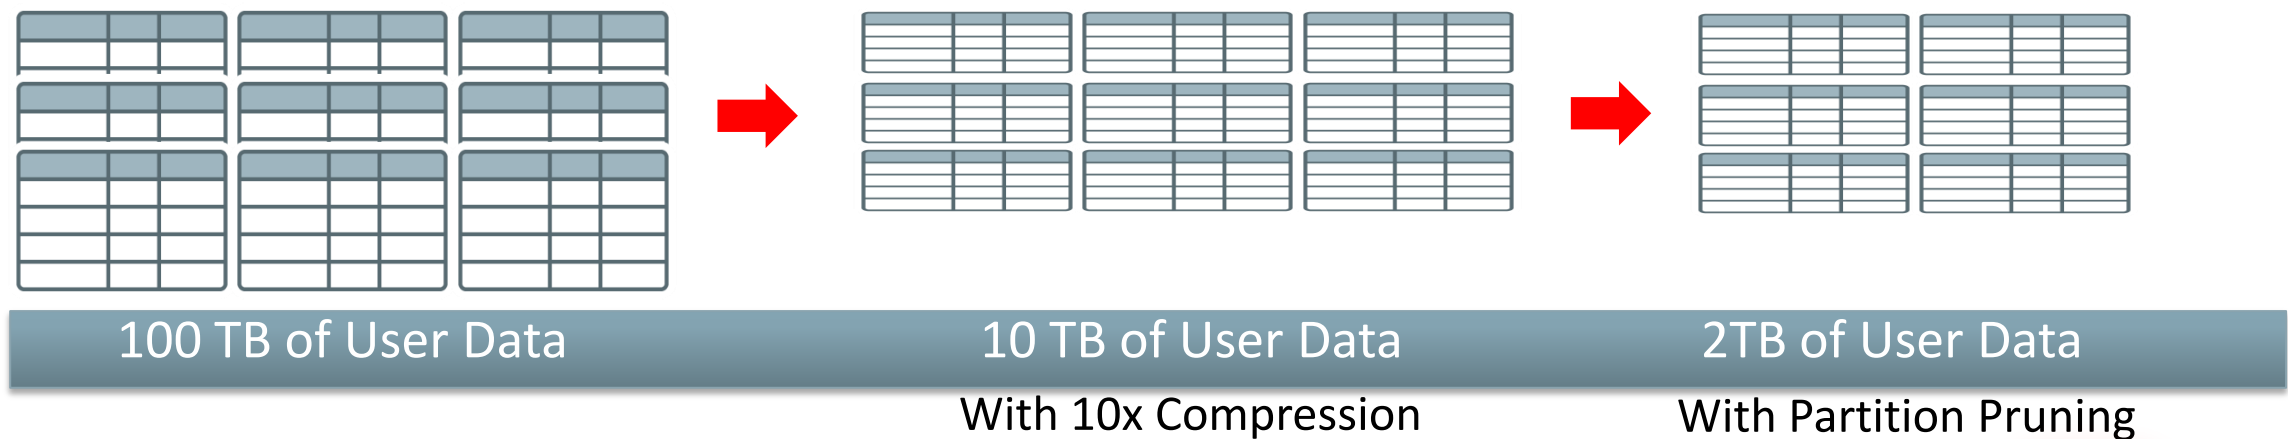 100 TB of User Data
10 TB of User Data
2TB of User Data
With 10x Compression
With Partition Pruning